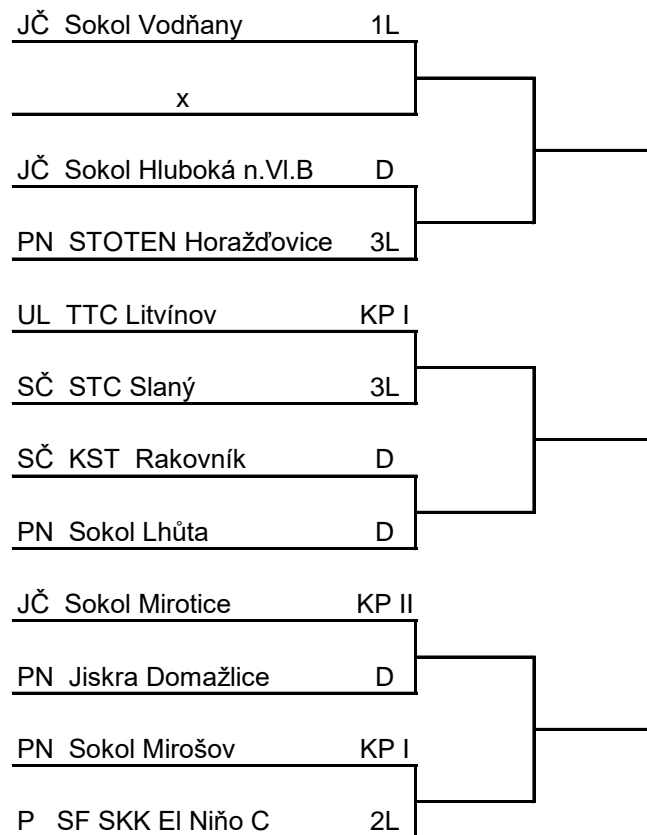 JČ Sokol Vodňany 1L
x
JČ Sokol Hluboká n.Vl.B D
PN STOTEN Horažďovice 3L
UL TTC Litvínov KP I
SČ STC Slaný 3L
SČ KST Rakovník D
PN Sokol Lhůta D
JČ Sokol Mirotice KP II
PN Jiskra Domažlice D
PN Sokol Mirošov KP I
P SF SKK El Niňo C 2L